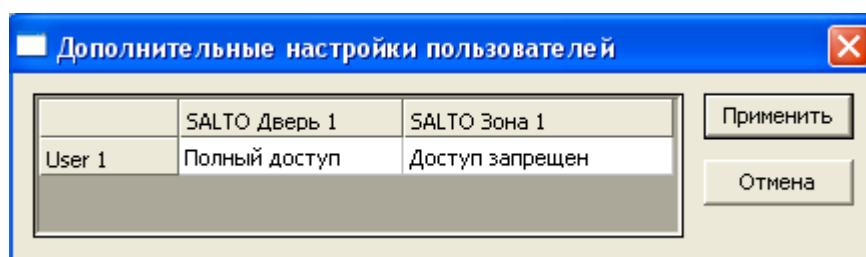 Дополнительные настройки пользователей
SALTO Дверь 1 SALTO Зона 1
User 1 Полный доступ Доступ запрещен
Применить
Отмена